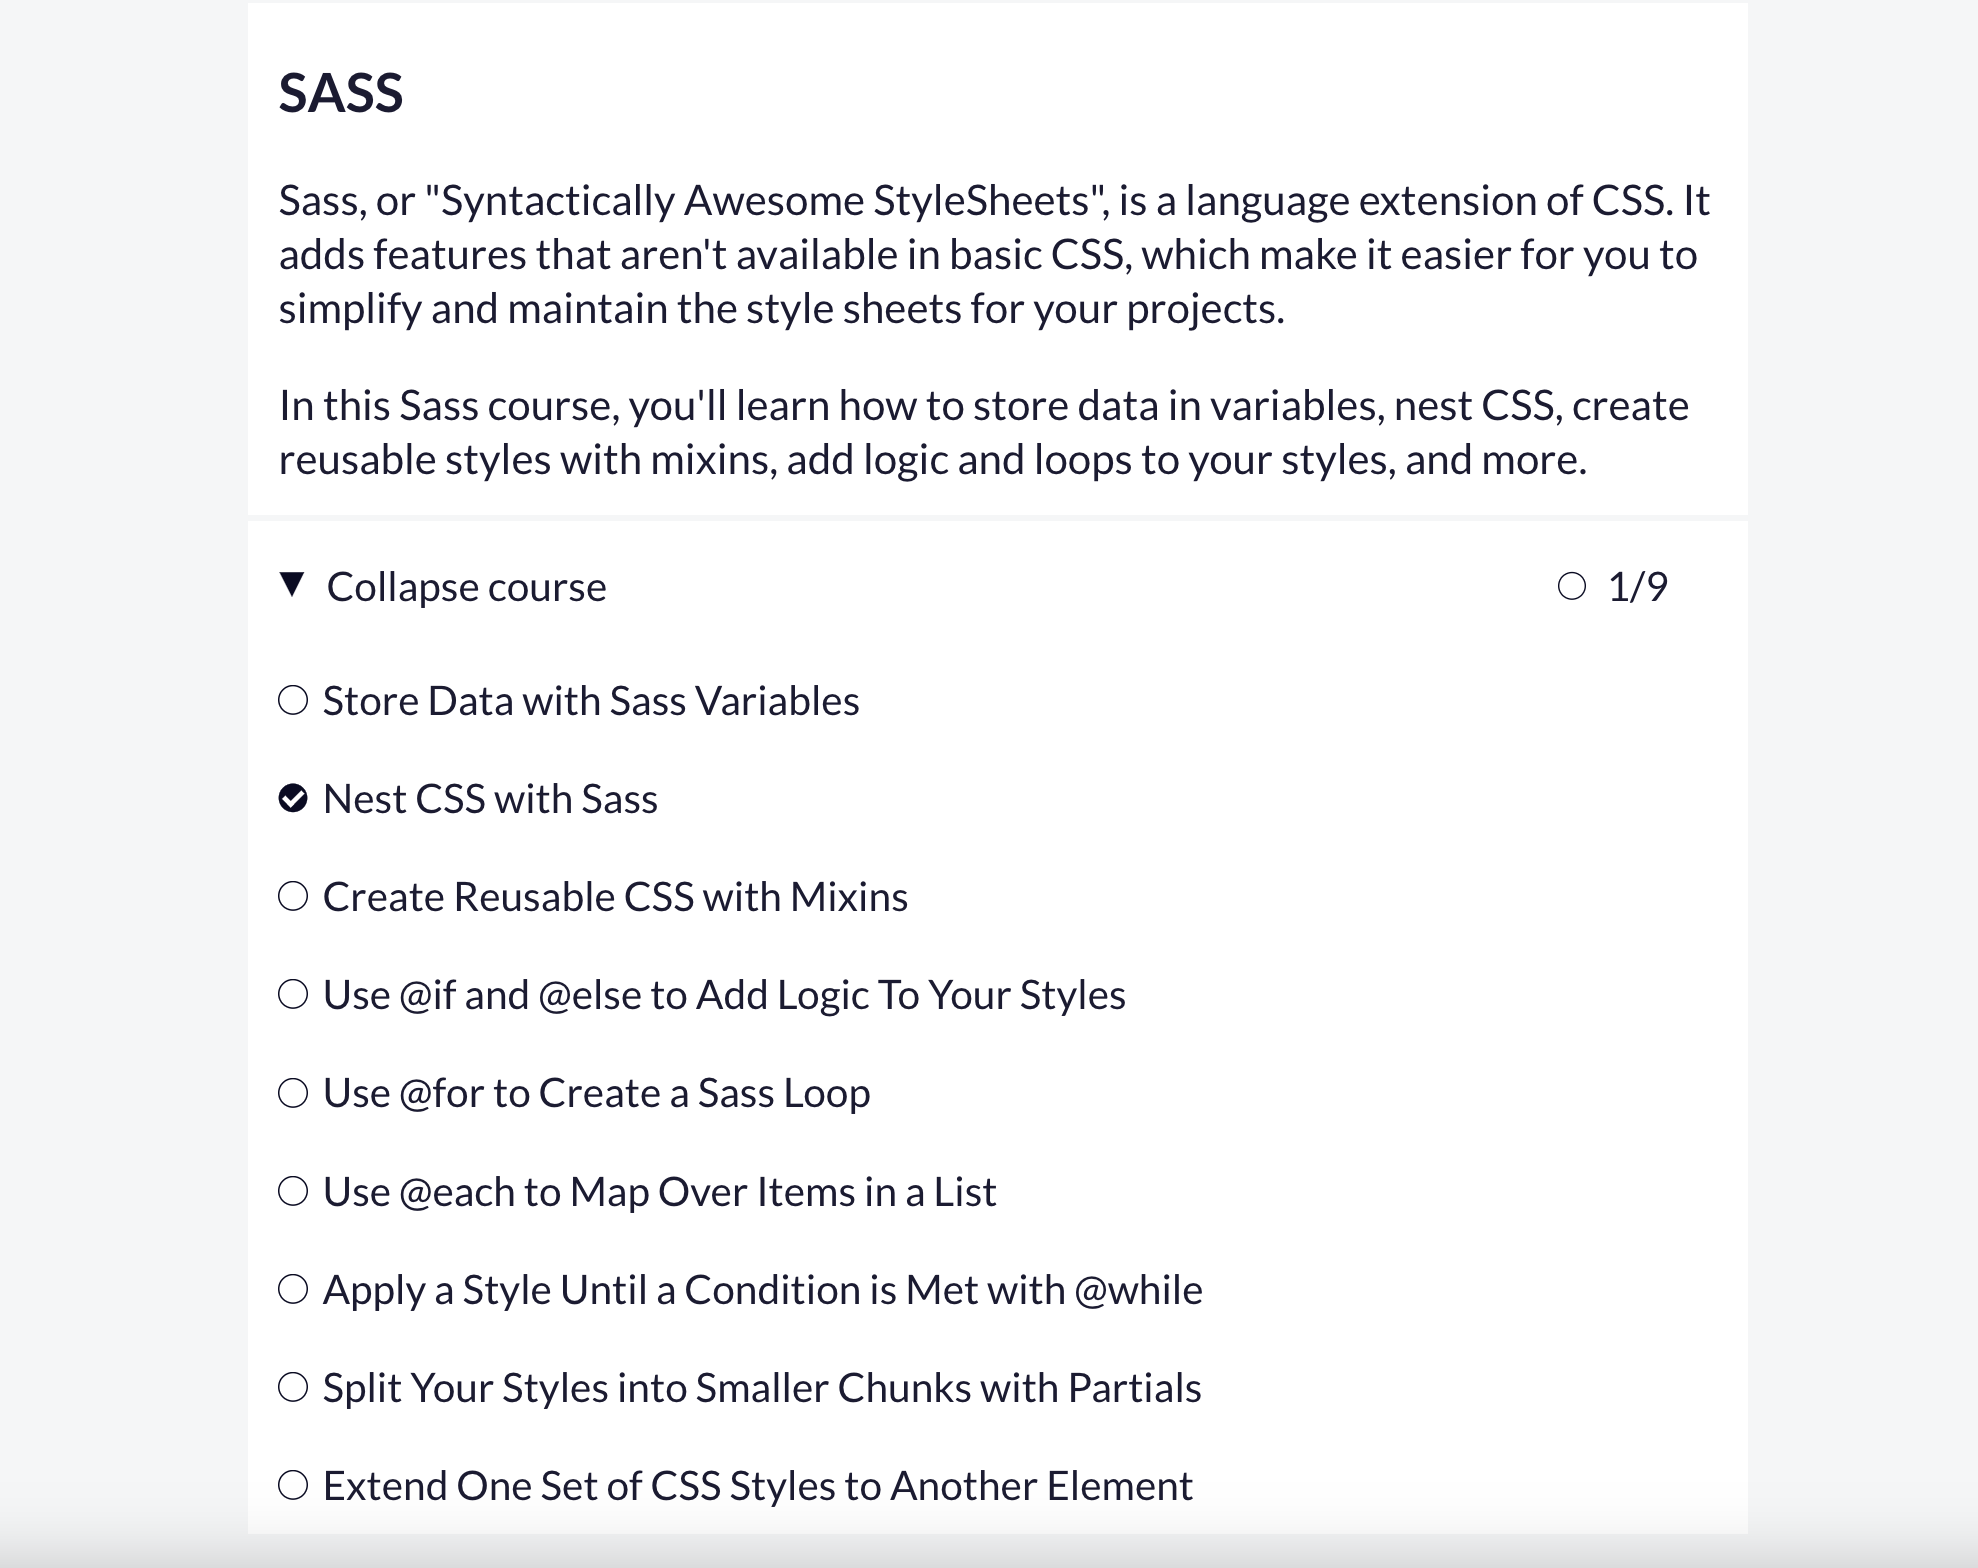 SASS
Sass, or "Syntactically Awesome StyleSheets", is a language extension of CSS. It
adds features that aren't available in basic CSS, which make it easier for you to
simplify and maintain the style sheets for your projects.
In this Sass course, you'll learn how to store data in variables, nest CSS, create
reusable styles with mixins, add logic and loops to your styles, and more.
Collapse course 1/9
Store Data with Sass Variables
Nest CSS with Sass
Create Reusable CSS with Mixins
Use @if and @else to Add Logic To Your Styles
Use @for to Create a Sass Loop
Use @each to Map Over Items in a List
Apply a Style Until a Condition is Met with @while
Split Your Styles into Smaller Chunks with Partials
Extend One Set of CSS Styles to Another Element